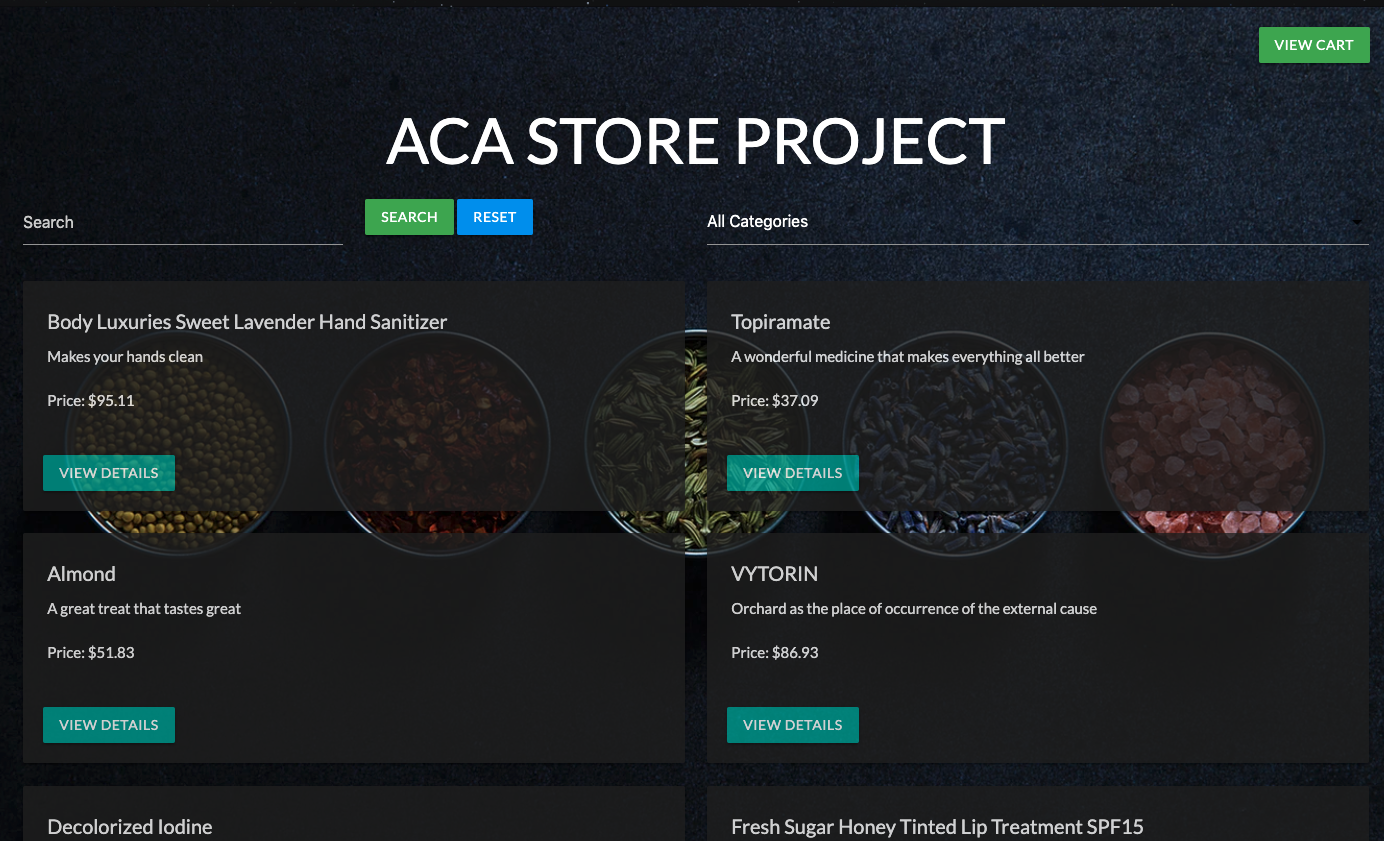 VIEW CART
ACA STORE PROJECT
Search
SEARCH
RESET
All Categories
Body Luxuries Sweet Lavender Hand Sanitizer
Makes your hands clean
Price: $95.11
VIEW DETAILS
Topiramate
A wonderful medicine that makes everything all better
Price: $37.09
VIEW DETAILS
Almond
A great treat that tastes great
Price: $51.83
VIEW DETAILS
VYTORIN
Orchard as the place of occurrence of the external cause
Price: $86.93
VIEW DETAILS
Decolorized Iodine
Fresh Sugar Honey Tinted Lip Treatment SPF15